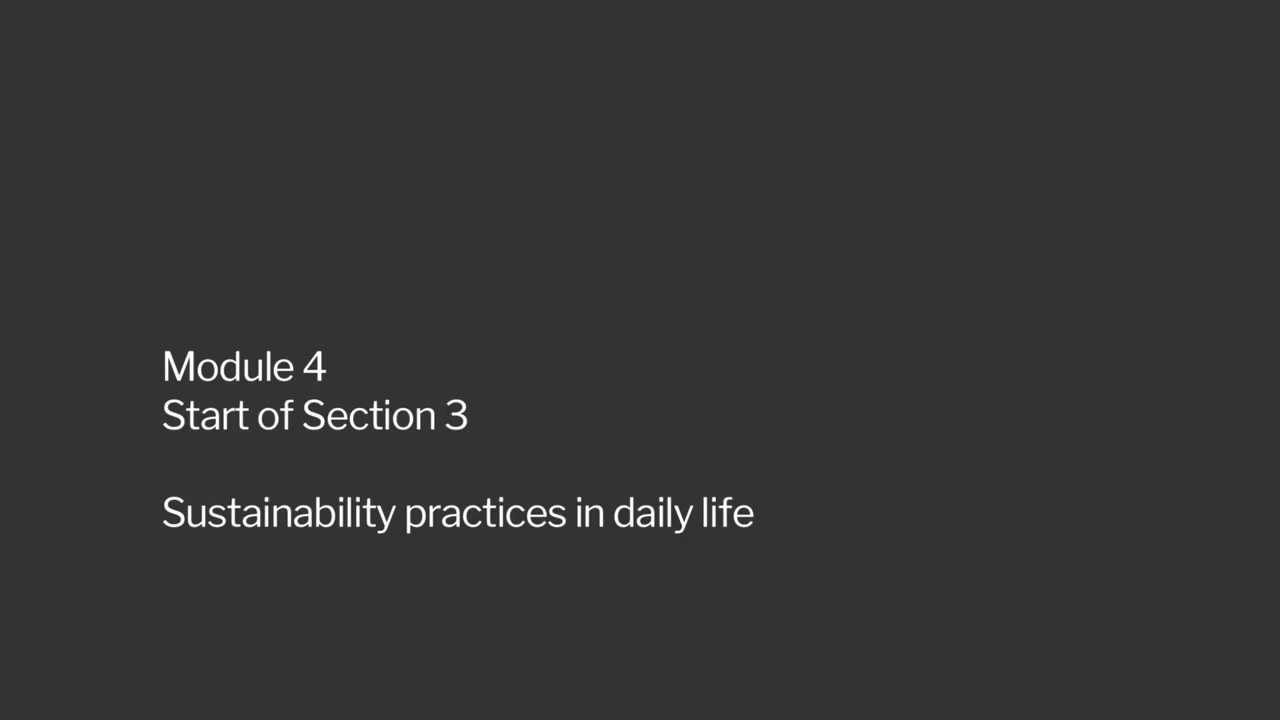 Module 4
Start of Section 3
Sustainability practices in daily life